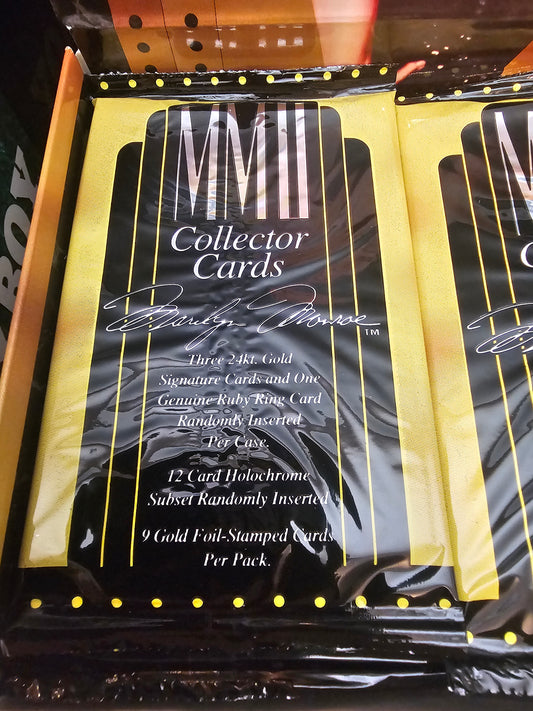 MMII
Collector
Cards
Marilyn Monroe TM
Three 24kt. Gold
Signature Cards and One
Genuine Ruby Ring Card
Randomly Inserted
Per Case.
12 Card Holochrome
Subset Randomly Inserted
9 Gold Foil-Stamped Cards
Per Pack.